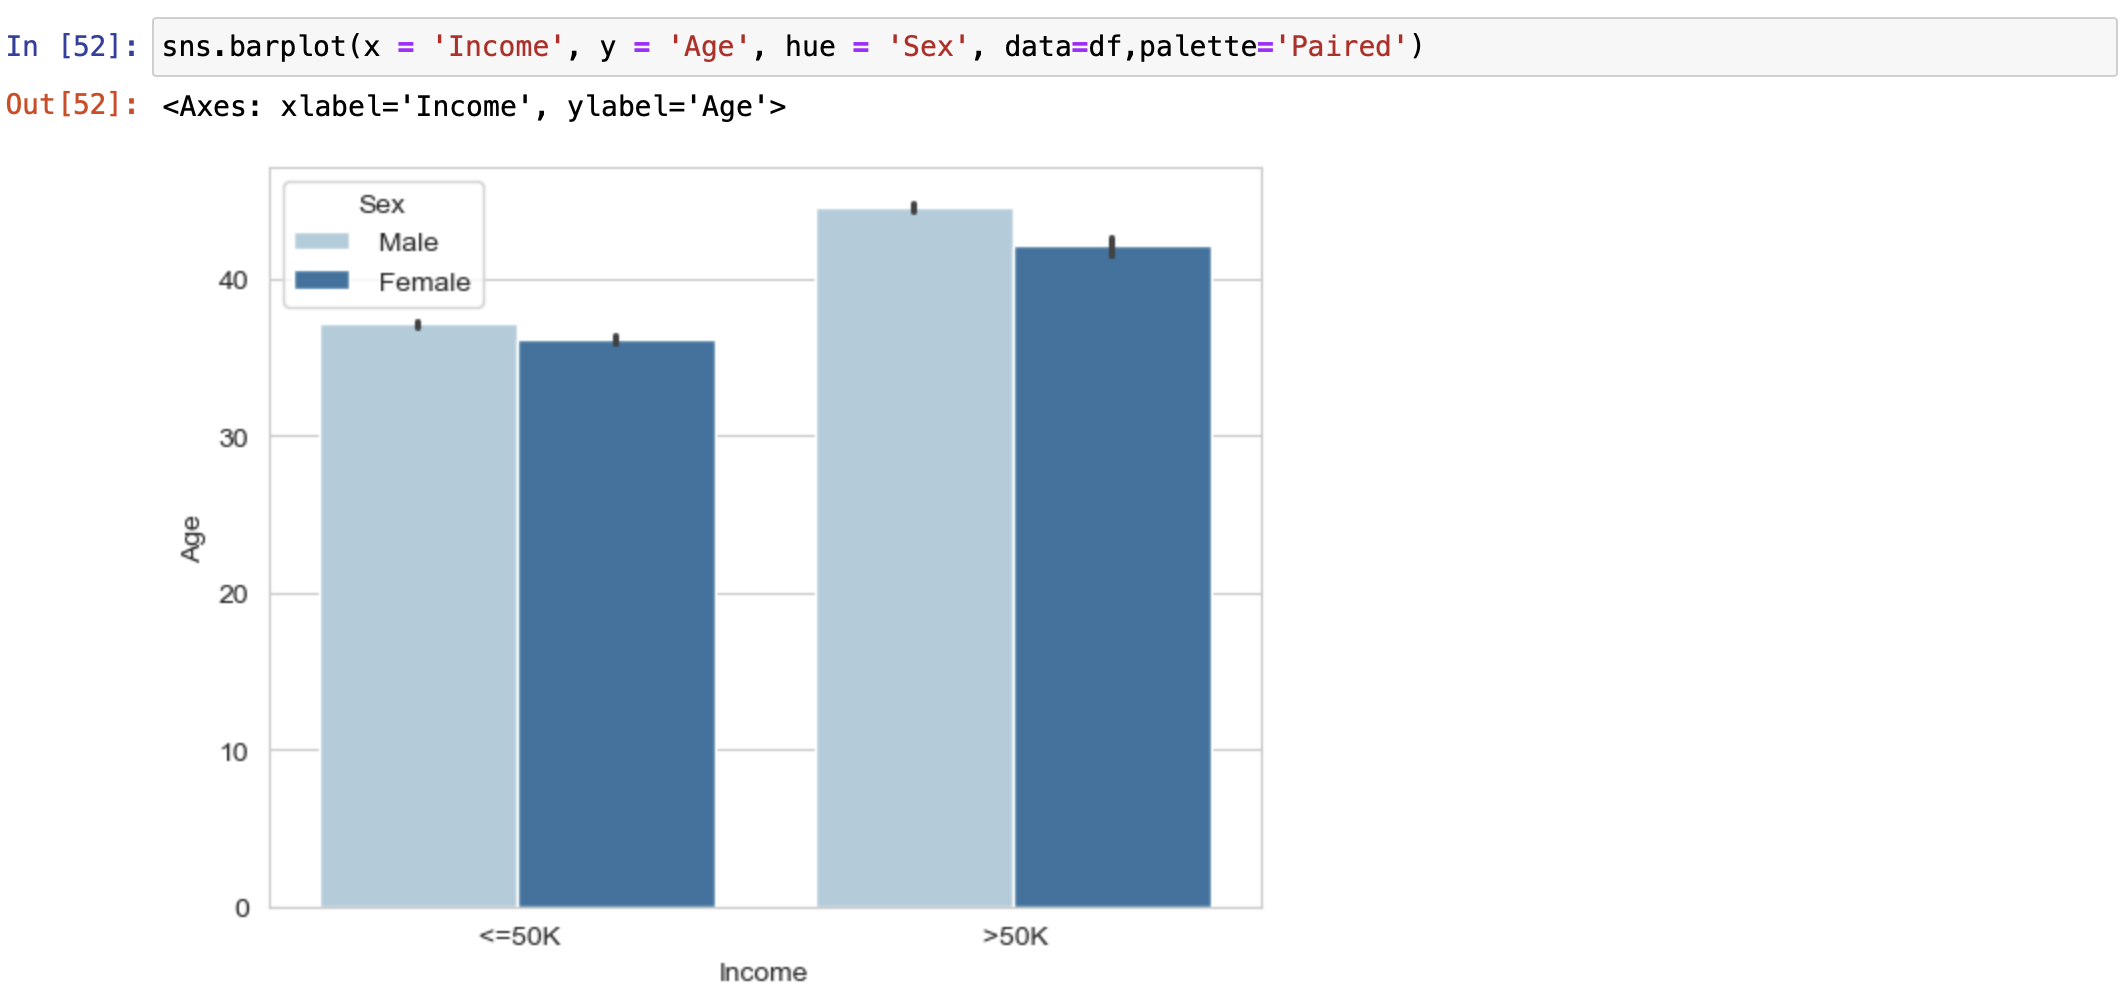 In [52]: sns.barplot(x = 'Income', y = 'Age', hue = 'Sex', data=df,palette='Paired')
Out[52]: <Axes: xlabel='Income', ylabel='Age'>
Sex
Male
Female
40
30
20
10
0
Age
<=50K >50K
Income